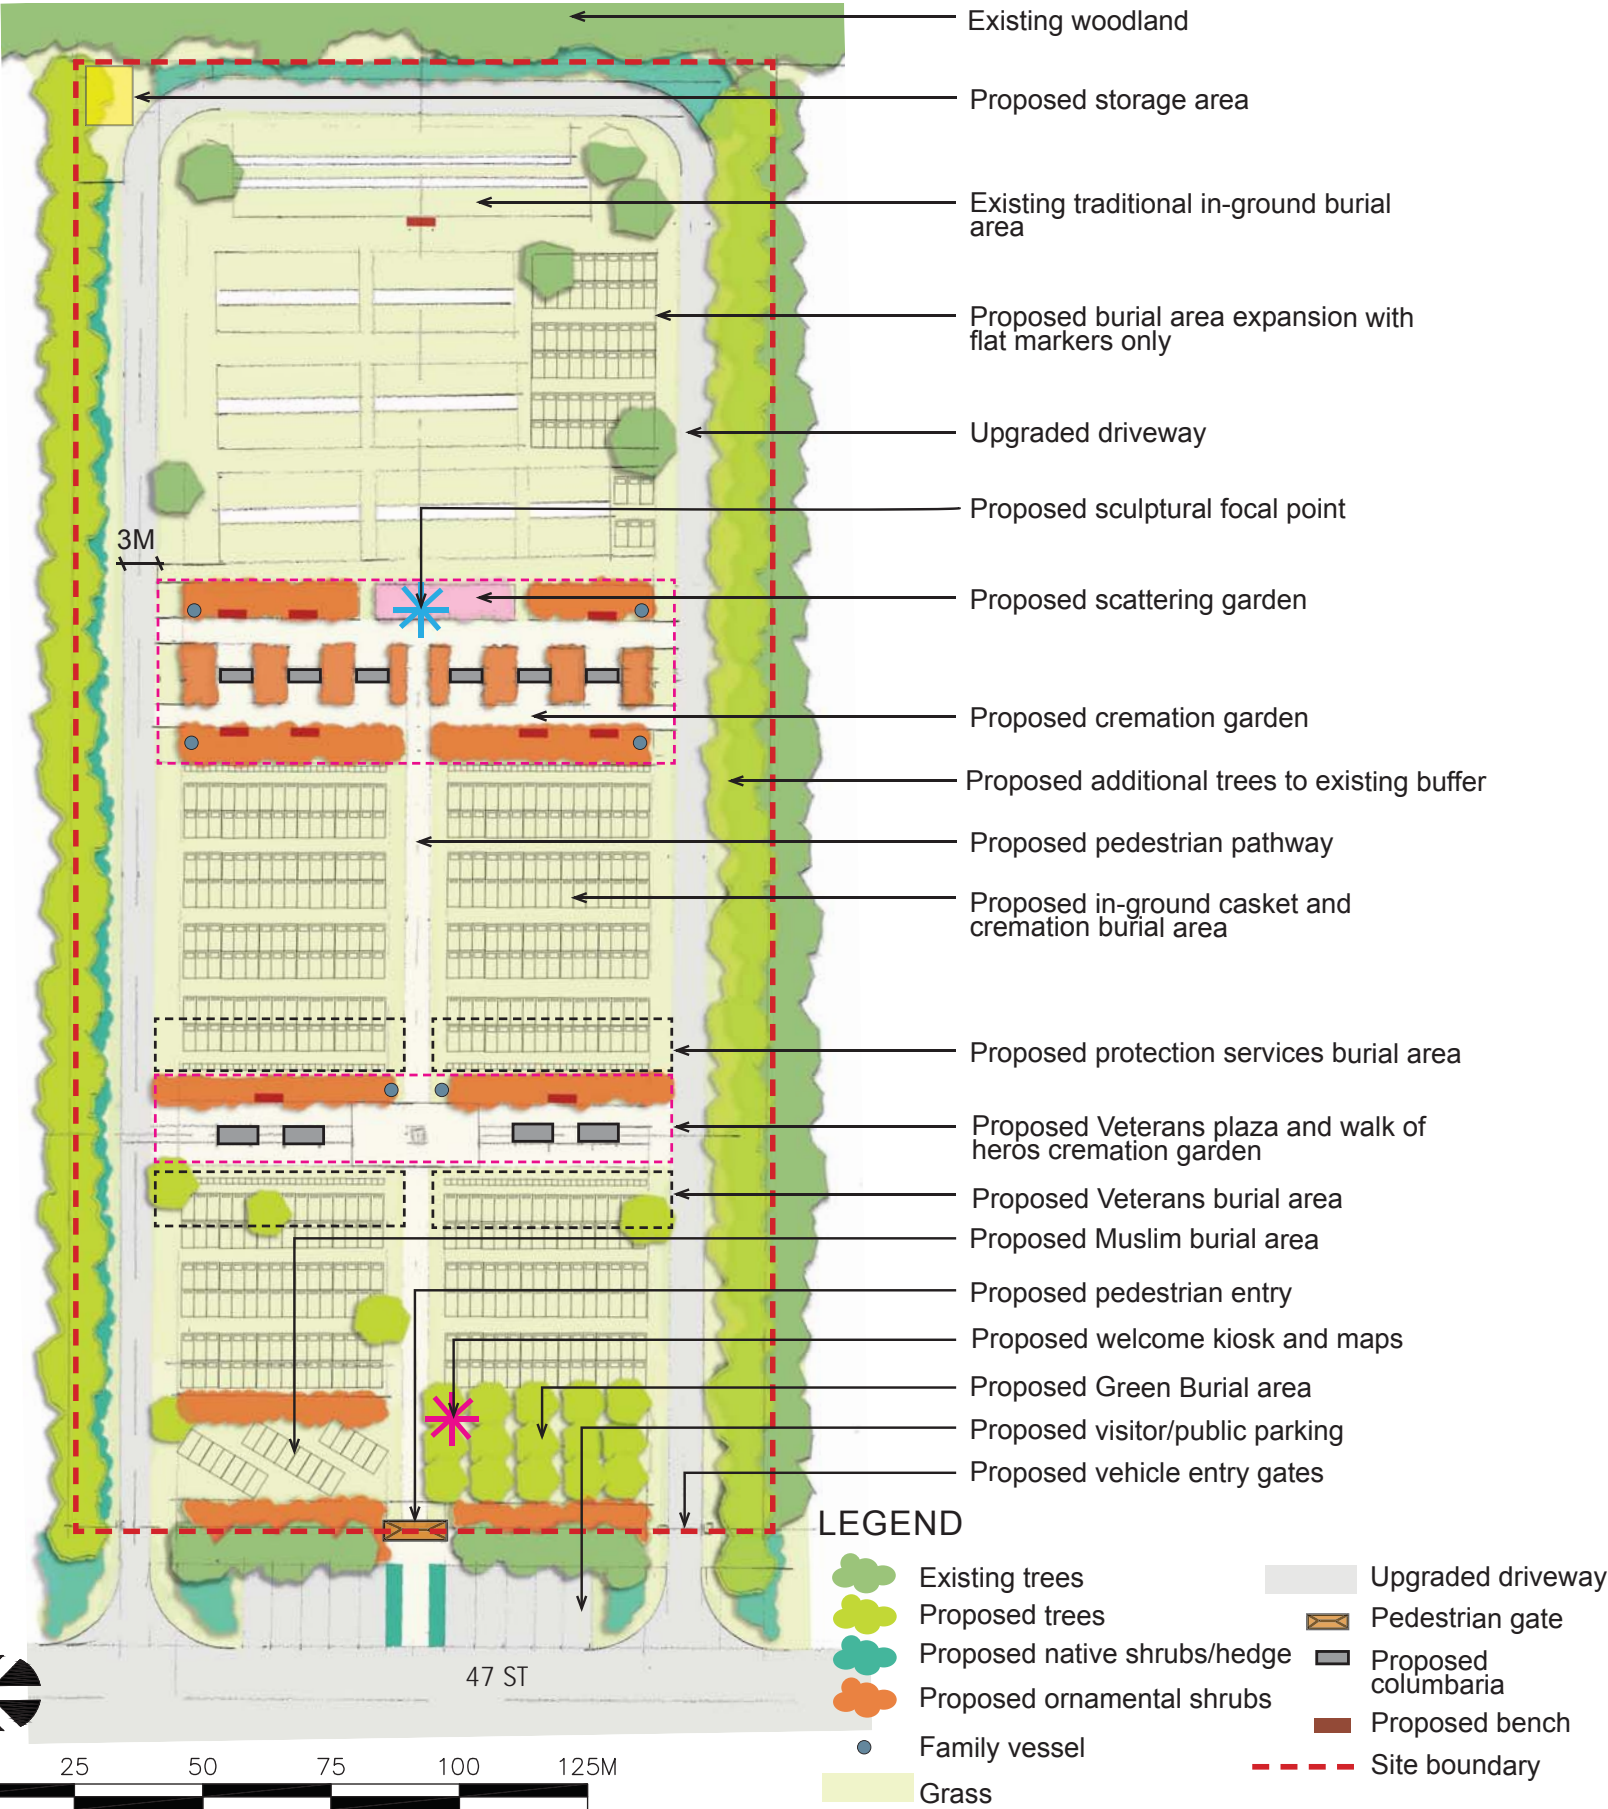 Existing woodland
Proposed storage area
Existing traditional in-ground burial
area
Proposed burial area expansion with
flat markers only
Upgraded driveway
Proposed sculptural focal point
3M
Proposed scattering garden
Proposed cremation garden
Proposed additional trees to existing buffer
Proposed pedestrian pathway
Proposed in-ground casket and
cremation burial area
Proposed protection services burial area
Proposed Veterans plaza and walk of
heros cremation garden
Proposed Veterans burial area
Proposed Muslim burial area
Proposed pedestrian entry
Proposed welcome kiosk and maps
Proposed Green Burial area
Proposed visitor/public parking
Proposed vehicle entry gates
LEGEND
Existing trees
Proposed trees
Proposed native shrubs/hedge
Proposed ornamental shrubs
Family vessel
Grass
Upgraded driveway
Pedestrian gate
Proposed
columbaria
Proposed bench
Site boundary
47 ST
25 50 75 100 125M